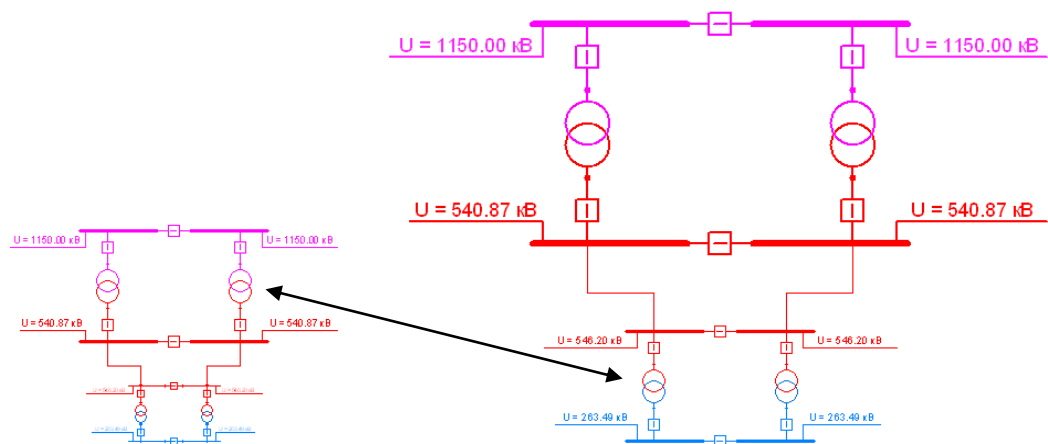 U = 1150.00 кВ
U = 1150.00 кВ
U = 540.87 кВ
U = 540.87 кВ
U = 546.20 кВ
U = 546.20 кВ
U = 263.49 кВ
U = 263.49 кВ
U = 1150.00 кВ
U = 1150.00 кВ
U = 540.87 кВ
U = 540.87 кВ